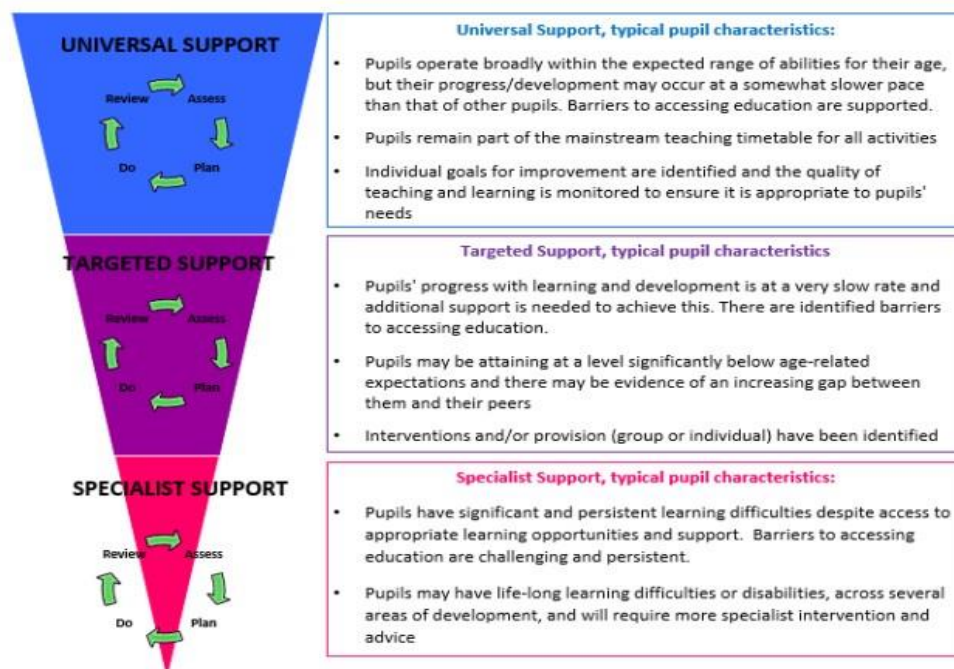 UNIVERSAL SUPPORT
Review
Assess
Do
Plan
Universal Support, typical pupil characteristics:
• Pupils operate broadly within the expected range of abilities for their age,
but their progress/development may occur at a somewhat slower pace
than that of other pupils. Barriers to accessing education are supported.
• Pupils remain part of the mainstream teaching timetable for all activities
• Individual goals for improvement are identified and the quality of
teaching and learning is monitored to ensure it is appropriate to pupils'
needs
TARGETED SUPPORT
Review
Assess
Do
Plan
Targeted Support, typical pupil characteristics
• Pupils' progress with learning and development is at a very slow rate and
additional support is needed to achieve this. There are identified barriers
to accessing education.
• Pupils may be attaining at a level significantly below age-related
expectations and there may be evidence of an increasing gap between
them and their peers
• Interventions and/or provision (group or individual) have been identified
SPECIALIST SUPPORT
Review
Assess
Do
Plan
Specialist Support, typical pupil characteristics:
• Pupils have significant and persistent learning difficulties despite access to
appropriate learning opportunities and support. Barriers to accessing
education are challenging and persistent.
• Pupils may have life-long learning difficulties or disabilities, across several
areas of development, and will require more specialist intervention and
advice